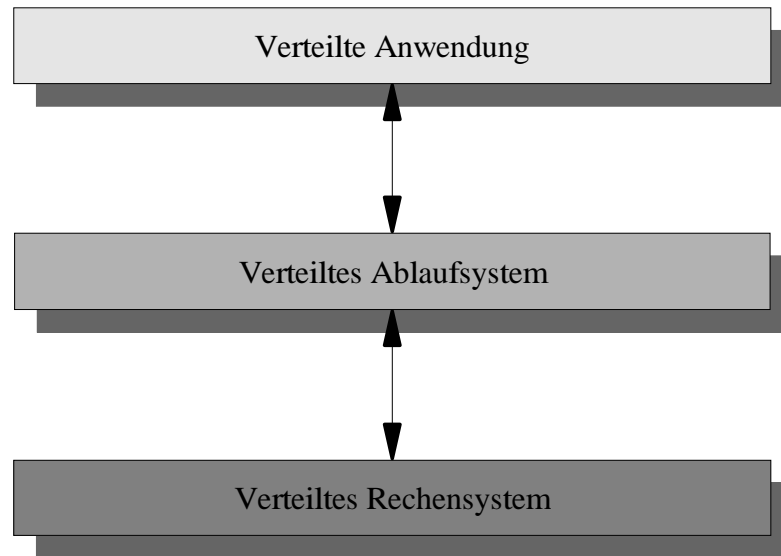 Verteilte Anwendung
Verteiltes Ablaufsystem
Verteiltes Rechensystem